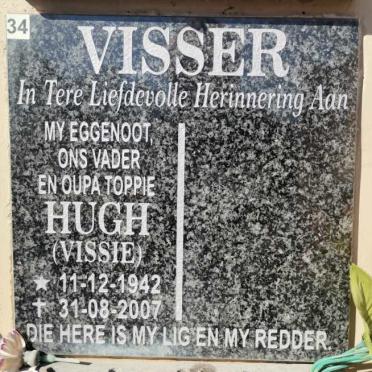 34
VISSER
In Tere Liefdevolle Herinnering Aan
MY EGGENOOT,
ONS VADER
EN OUPA TOPPIE
HUGH
(VISSIE)
★ 11-12-1942
✝ 31-08-2007
DIE HERE IS MY LIG EN MY REDDER.